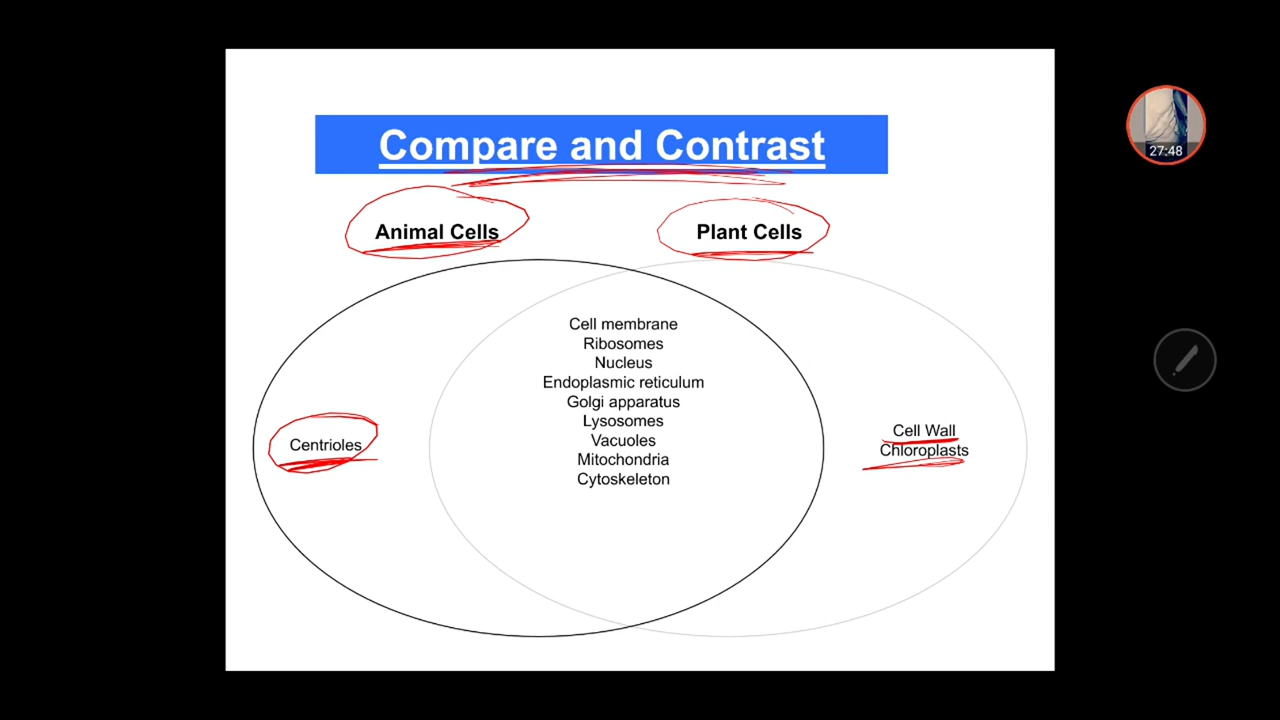 Compare and Contrast
Animal Cells
Plant Cells
Cell membrane
Ribosomes
Nucleus
Endoplasmic reticulum
Golgi apparatus
Lysosomes
Vacuoles
Mitochondria
Cytoskeleton
Centrioles
Cell Wall
Chloroplasts
27:48